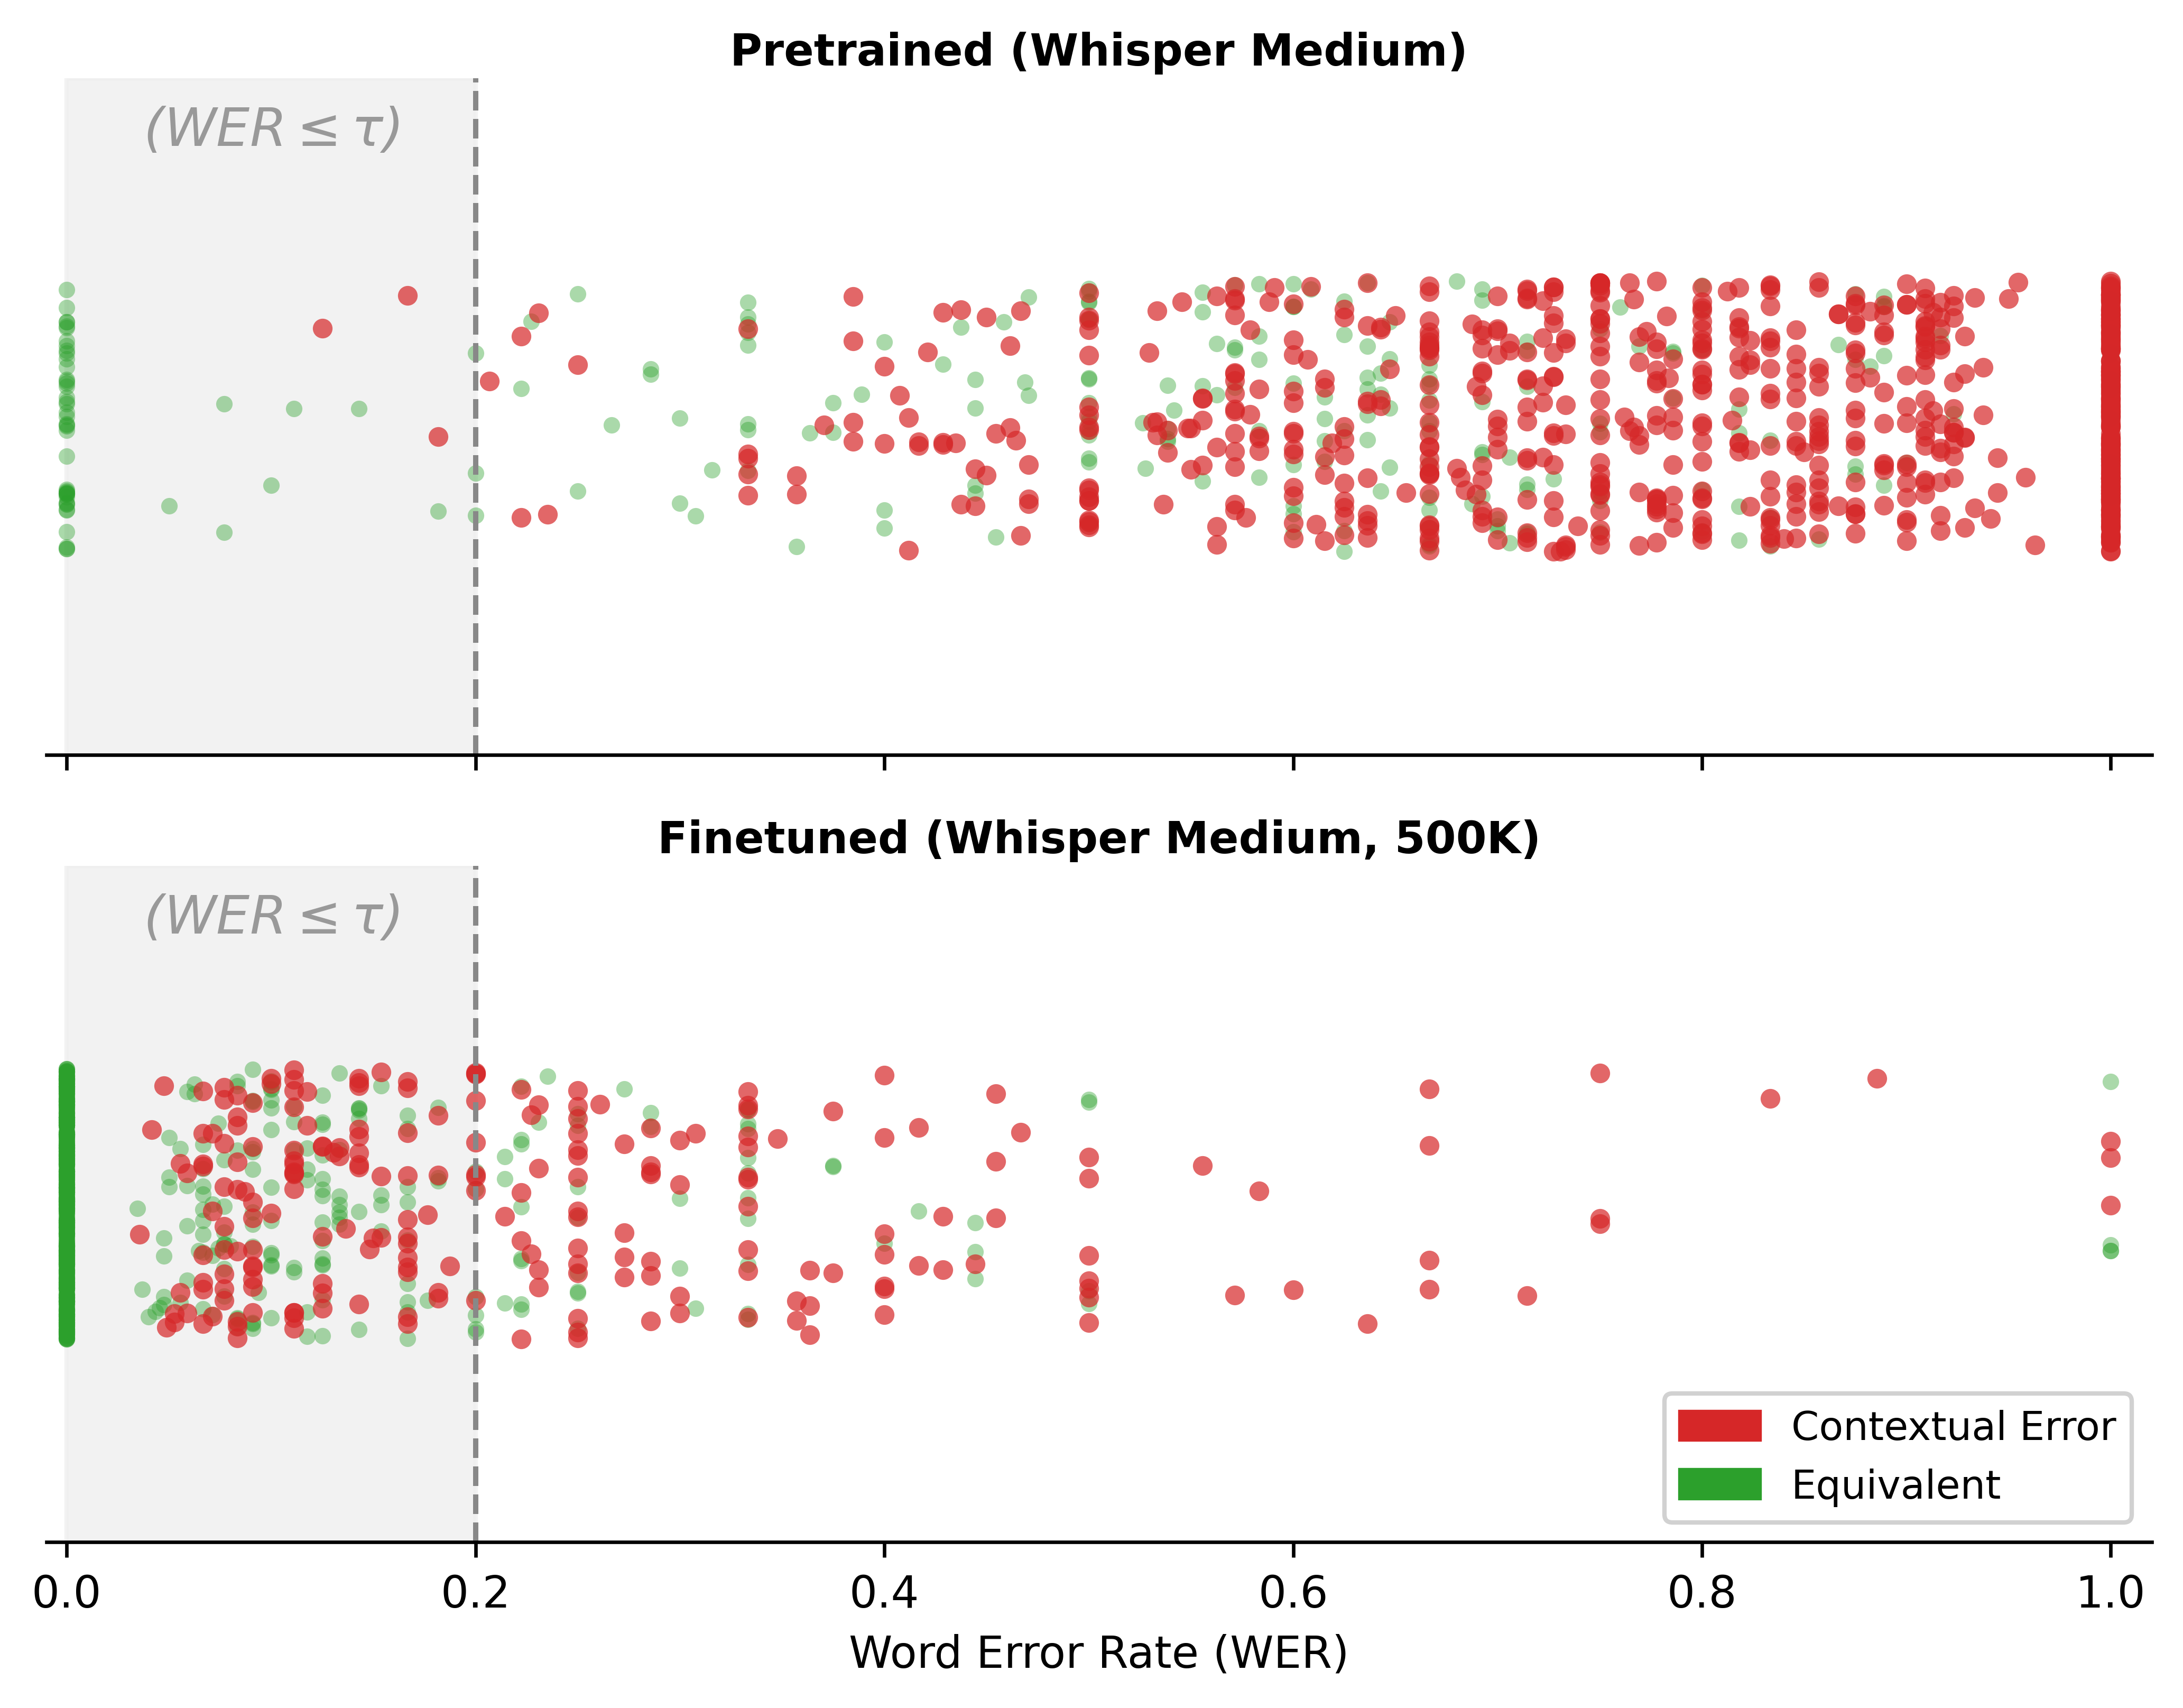 Pretrained (Whisper Medium)
(WER ≤ τ)
Finetuned (Whisper Medium, 500K)
(WER ≤ τ)
Contextual Error
Equivalent
0.0 0.2 0.4 0.6 0.8 1.0
Word Error Rate (WER)